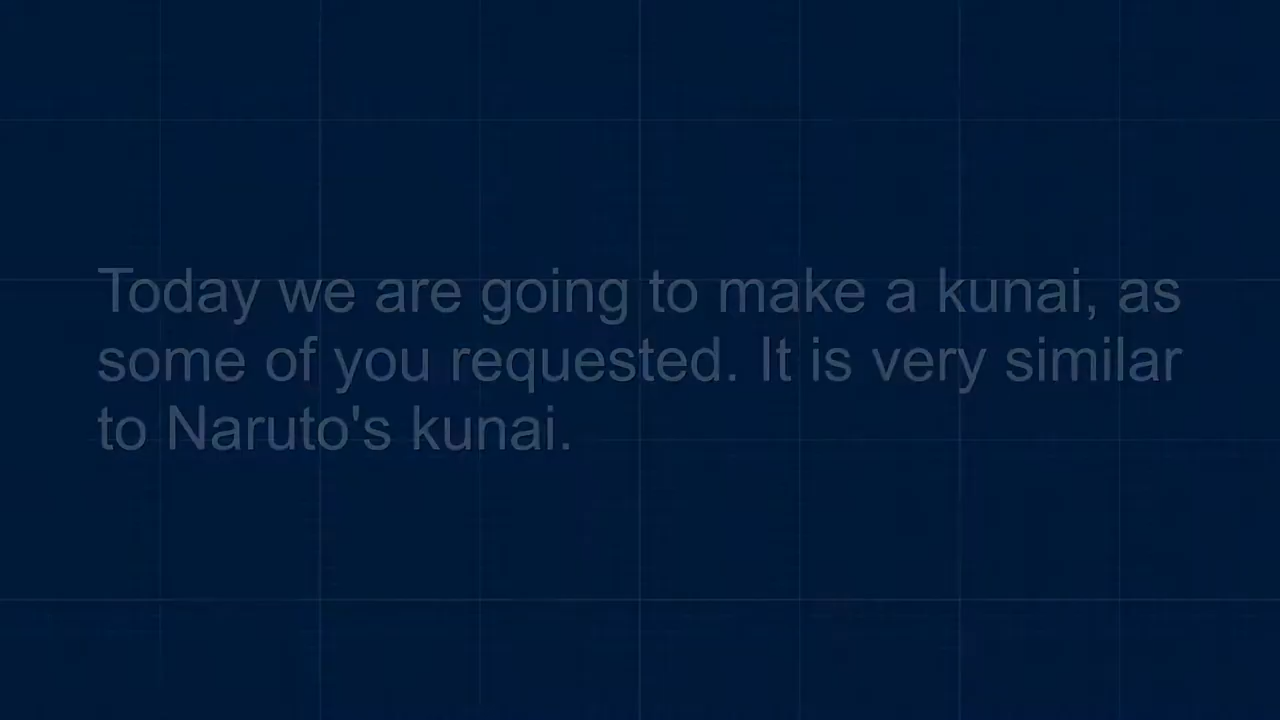 Today we are going to make a kunai, as
some of you requested. It is very similar
to Naruto's kunai.